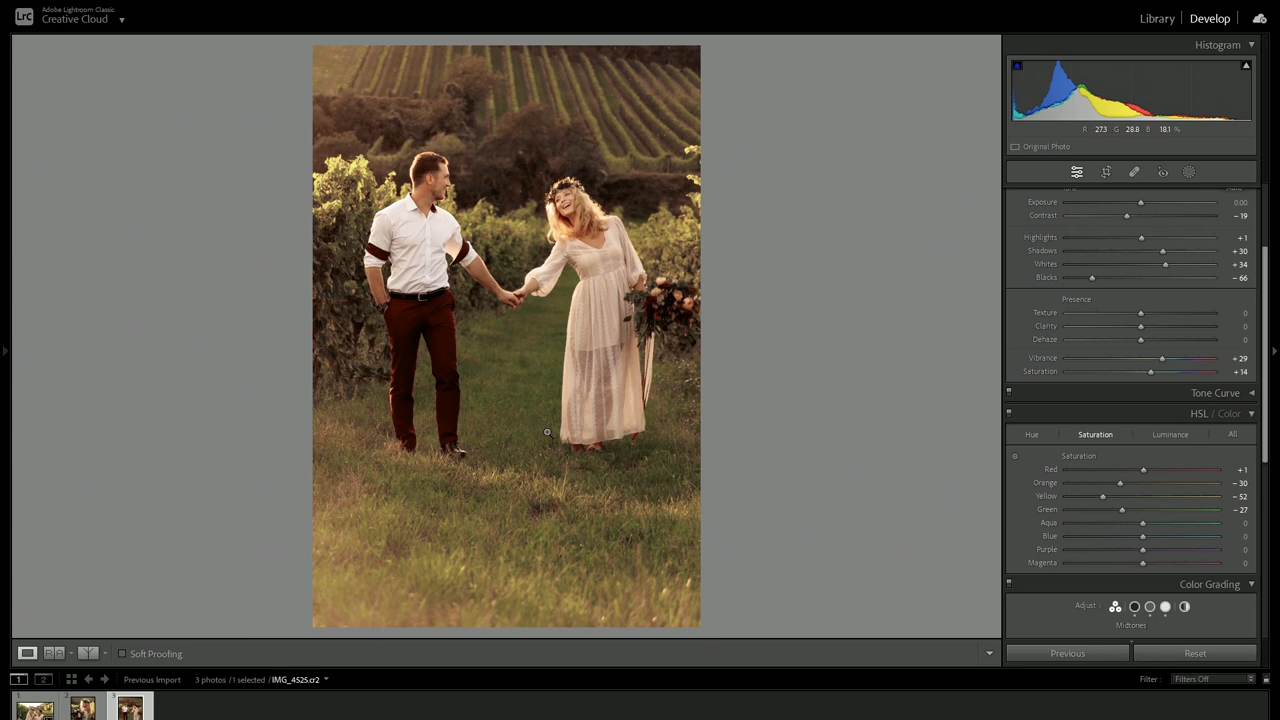 Lrc
Adobe Lightroom Classic
Creative Cloud
Library
Develop
Histogram
R 27.3 G 28.8 B 18.1 %
Original Photo
Exposure 0.00
Contrast − 19
Highlights + 1
Shadows + 30
Whites + 34
Blacks − 66
Presence
Texture 0
Clarity 0
Dehaze 0
Vibrance + 29
Saturation + 14
Tone Curve
HSL / Color
Hue Saturation Luminance All
Saturation
Red + 1
Orange − 30
Yellow − 52
Green − 27
Aqua 0
Blue 0
Purple 0
Magenta 0
Color Grading
Adjust :
Midtones
Soft Proofing
Previous
Reset
1 2 Previous Import 3 photos / 1 selected / IMG_4525.cr2
Filter : Filters Off
1 2 3